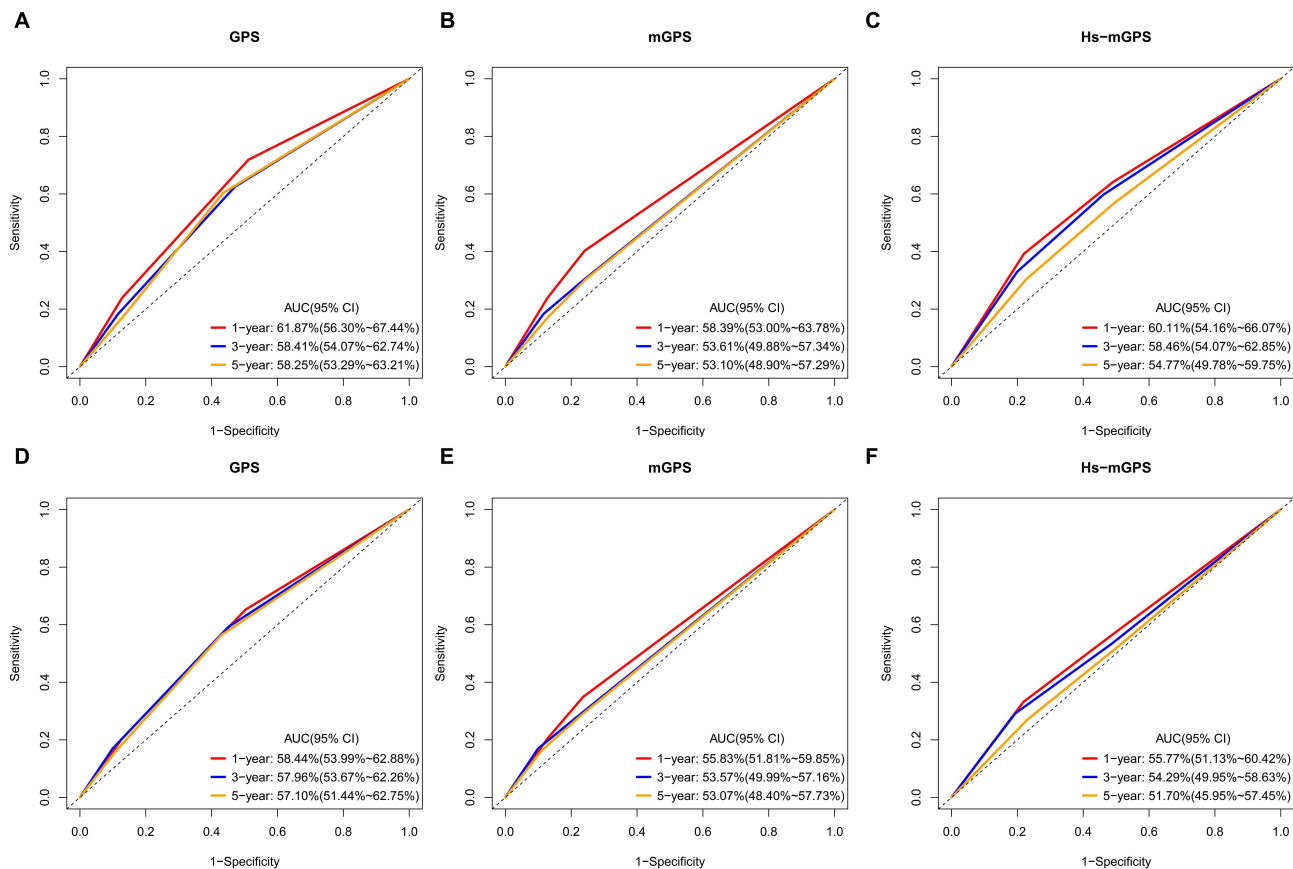 A
GPS
1.0
0.8
0.6
0.4
0.2
0.0
Sensitivity
AUC(95% CI)
1−year: 61.87%(56.30%~67.44%)
3−year: 58.41%(54.07%~62.74%)
5−year: 58.25%(53.29%~63.21%)
0.0 0.2 0.4 0.6 0.8 1.0
1−Specificity
B
mGPS
1.0
0.8
0.6
0.4
0.2
0.0
Sensitivity
AUC(95% CI)
1−year: 58.39%(53.00%~63.78%)
3−year: 53.61%(49.88%~57.34%)
5−year: 53.10%(48.90%~57.29%)
0.0 0.2 0.4 0.6 0.8 1.0
1−Specificity
C
Hs−mGPS
1.0
0.8
0.6
0.4
0.2
0.0
Sensitivity
AUC(95% CI)
1−year: 60.11%(54.16%~66.07%)
3−year: 58.46%(54.07%~62.85%)
5−year: 54.77%(49.78%~59.75%)
0.0 0.2 0.4 0.6 0.8 1.0
1−Specificity
D
GPS
1.0
0.8
0.6
0.4
0.2
0.0
Sensitivity
AUC(95% CI)
1−year: 58.44%(53.99%~62.88%)
3−year: 57.96%(53.67%~62.26%)
5−year: 57.10%(51.44%~62.75%)
0.0 0.2 0.4 0.6 0.8 1.0
1−Specificity
E
mGPS
1.0
0.8
0.6
0.4
0.2
0.0
Sensitivity
AUC(95% CI)
1−year: 55.83%(51.81%~59.85%)
3−year: 53.57%(49.99%~57.16%)
5−year: 53.07%(48.40%~57.73%)
0.0 0.2 0.4 0.6 0.8 1.0
1−Specificity
F
Hs−mGPS
1.0
0.8
0.6
0.4
0.2
0.0
Sensitivity
AUC(95% CI)
1−year: 55.77%(51.13%~60.42%)
3−year: 54.29%(49.95%~58.63%)
5−year: 51.70%(45.95%~57.45%)
0.0 0.2 0.4 0.6 0.8 1.0
1−Specificity